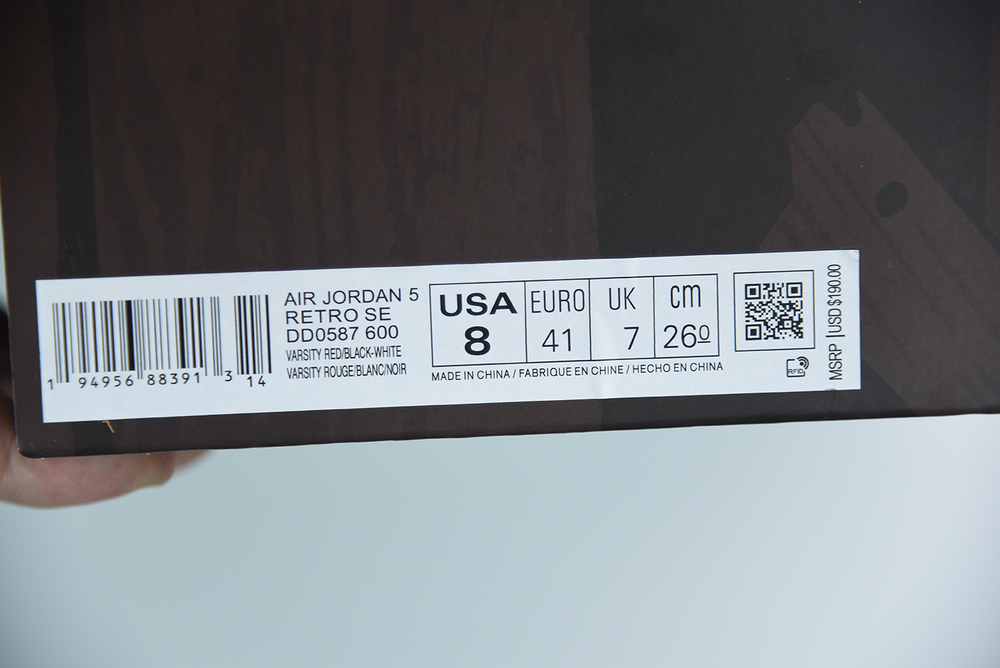 1 94956 88391 3 14
AIR JORDAN 5
RETRO SE
DD0587 600
VARSITY RED/BLACK-WHITE
VARSITY ROUGE/BLANC/NOIR
USA
8
EURO
41
UK
7
cm
260
MADE IN CHINA / FABRIQUE EN CHINE / HECHO EN CHINA
RFID
MSRP | USD $190.00